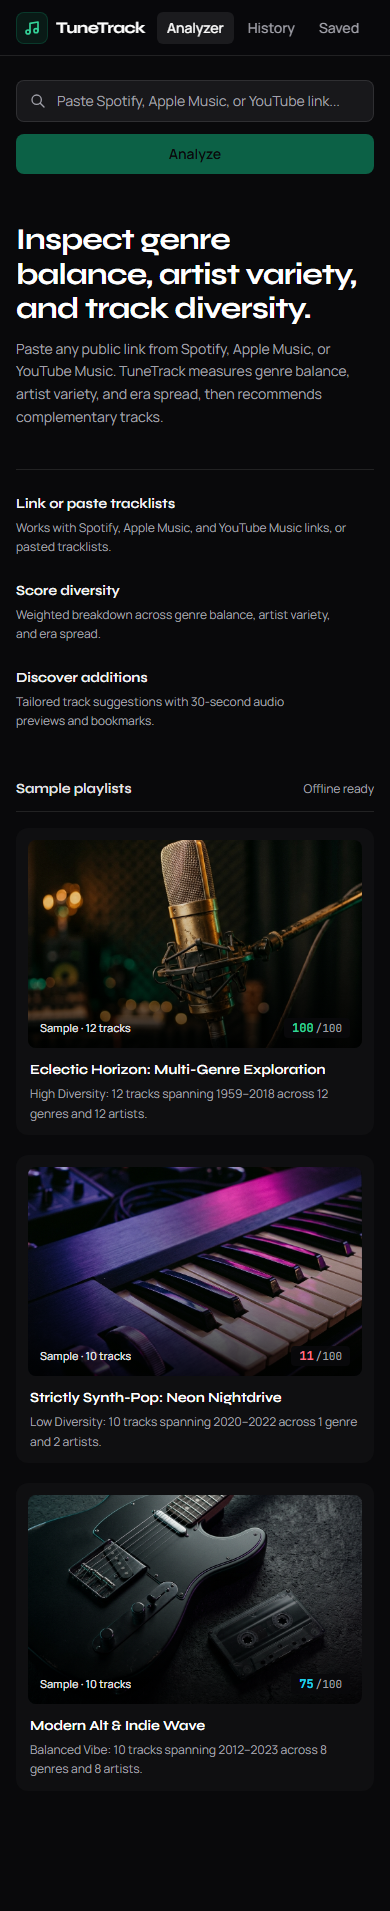 TuneTrack Analyzer History Saved
Paste Spotify, Apple Music, or YouTube link...
Analyze
Inspect genre
balance, artist variety,
and track diversity.
Paste any public link from Spotify, Apple Music, or
YouTube Music. TuneTrack measures genre balance,
artist variety, and era spread, then recommends
complementary tracks.
Link or paste tracklists
Works with Spotify, Apple Music, and YouTube Music links, or
pasted tracklists.
Score diversity
Weighted breakdown across genre balance, artist variety,
and era spread.
Discover additions
Tailored track suggestions with 30-second audio
previews and bookmarks.
Sample playlists Offline ready
Sample · 12 tracks 100/100
Eclectic Horizon: Multi-Genre Exploration
High Diversity: 12 tracks spanning 1959–2018 across 12
genres and 12 artists.
Sample · 10 tracks 11/100
Strictly Synth-Pop: Neon Nightdrive
Low Diversity: 10 tracks spanning 2020–2022 across 1 genre
and 2 artists.
Sample · 10 tracks 75/100
Modern Alt & Indie Wave
Balanced Vibe: 10 tracks spanning 2012–2023 across 8
genres and 8 artists.